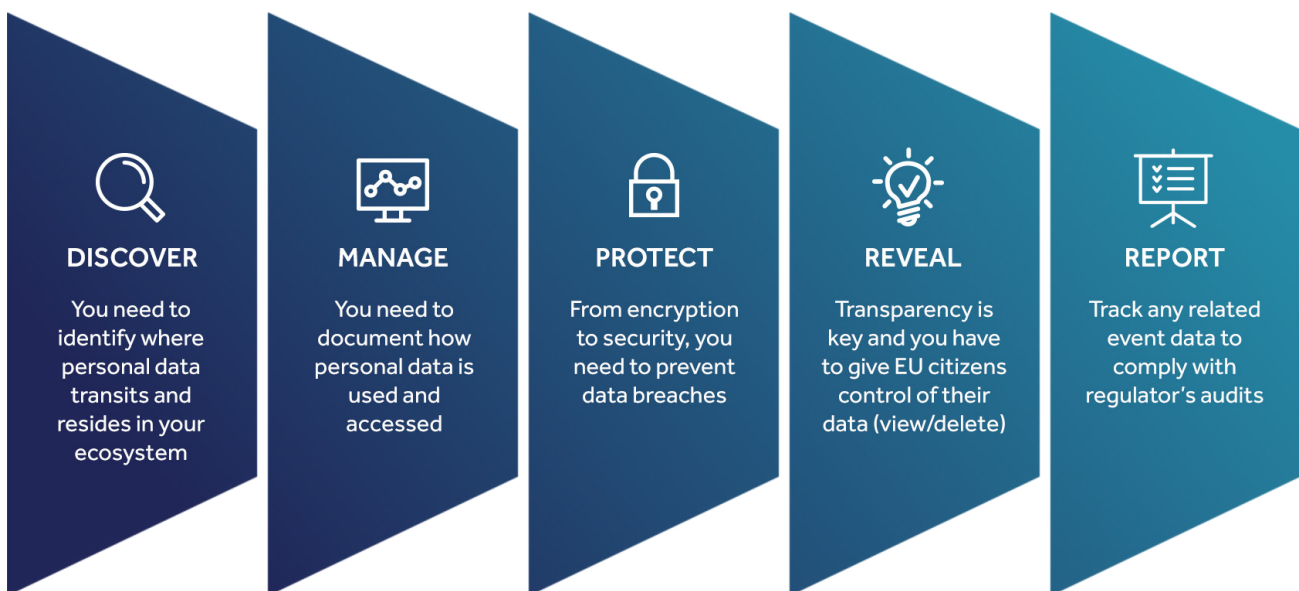 DISCOVER
You need to
identify where
personal data
transits and
resides in your
ecosystem
MANAGE
You need to
document how
personal data is
used and
accessed
PROTECT
From encryption
to security, you
need to prevent
data breaches
REVEAL
Transparency is
key and you have
to give EU citizens
control of their
data (view/delete)
REPORT
Track any related
event data to
comply with
regulator's audits